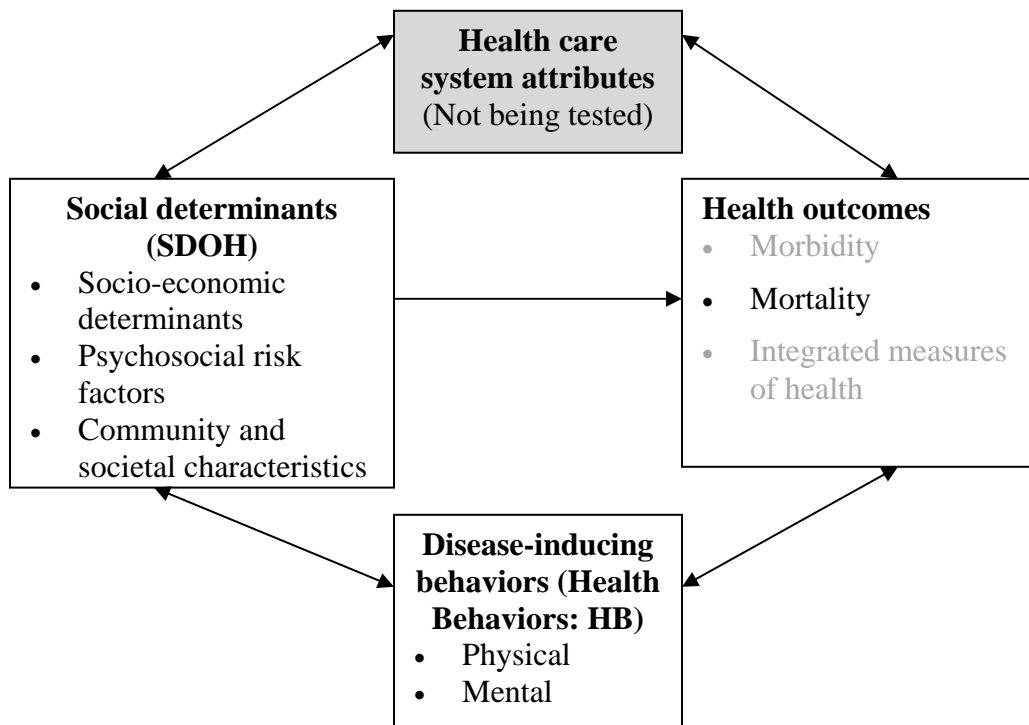 Health care
system attributes
(Not being tested)
Social determinants
(SDOH)
• Socio-economic
determinants
• Psychosocial risk
factors
• Community and
societal characteristics
Health outcomes
• Morbidity
• Mortality
• Integrated measures
of health
Disease-inducing
behaviors (Health
Behaviors: HB)
• Physical
• Mental